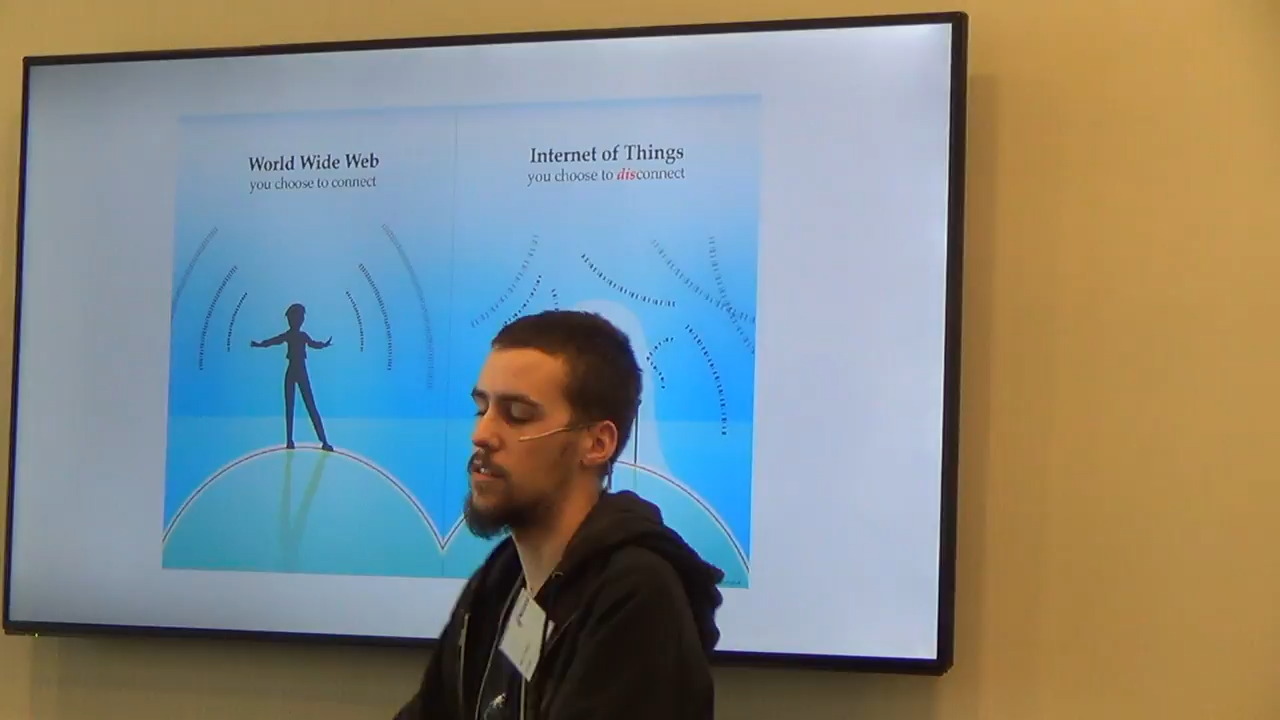 World Wide Web
you choose to connect
Internet of Things
you choose to disconnect